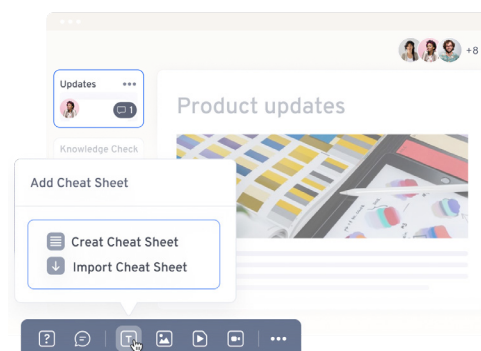 +8
Updates
1
Product updates
Knowledge Check
Add Cheat Sheet
Creat Cheat Sheet
Import Cheat Sheet
?
T